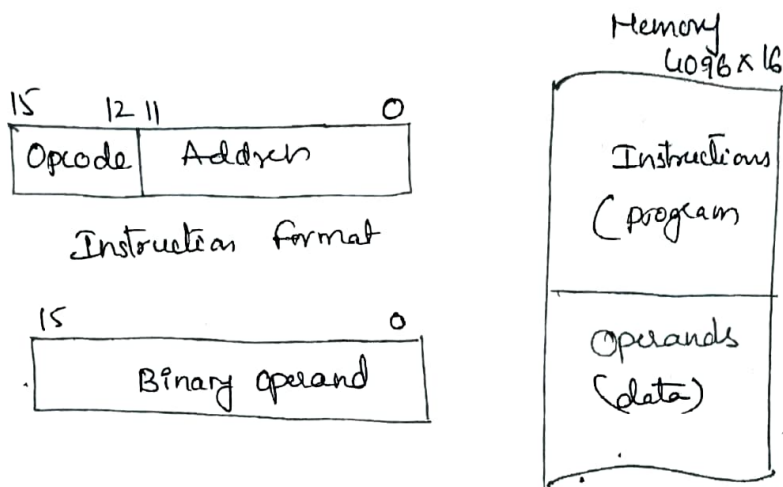 15 12 11 0
Opcode Address
Instruction format
15 0
Binary operand
Memory
4096 x 16
Instructions
(program
Operands
(data)